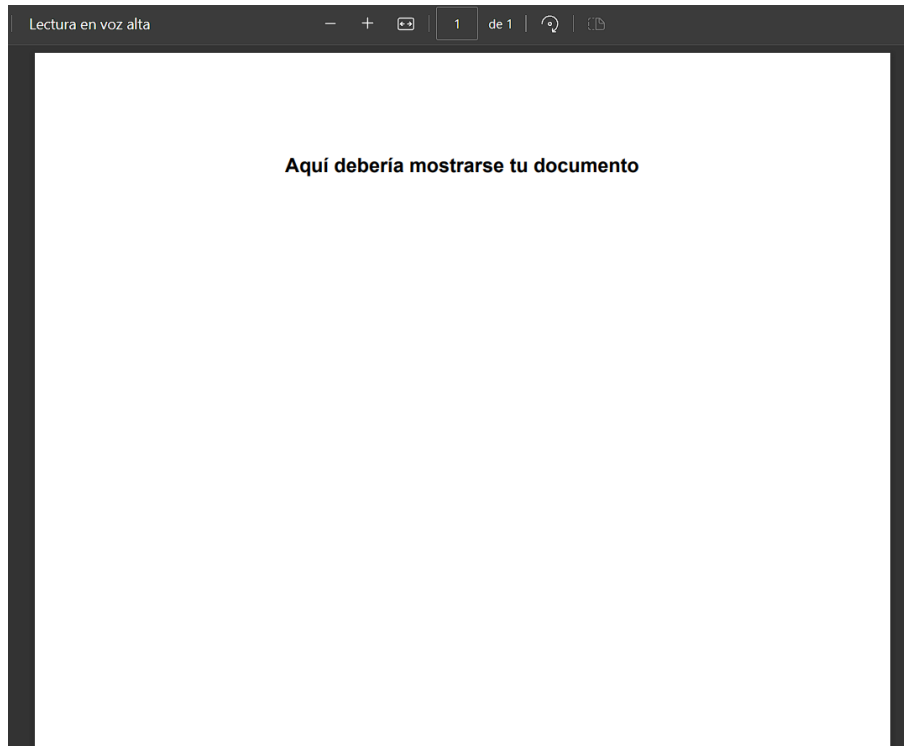 Lectura en voz alta
1 de 1
Aquí debería mostrarse tu documento